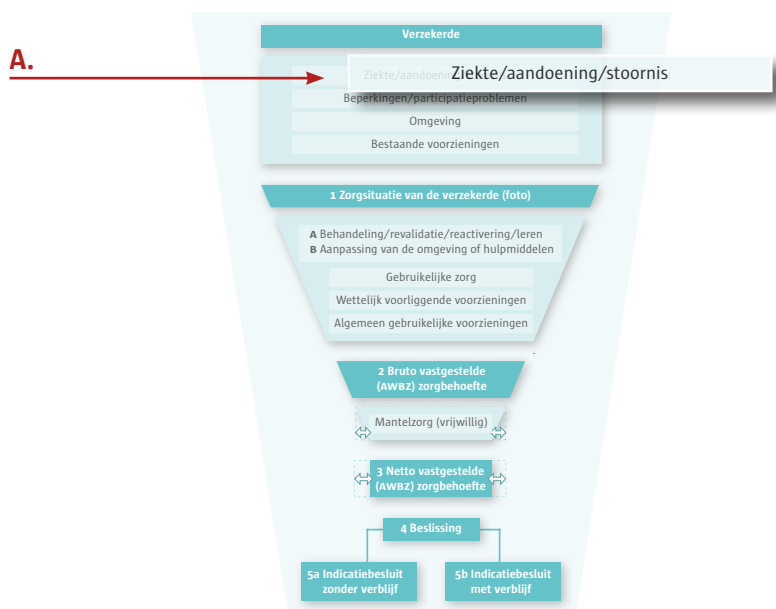 Verzekerde
A.
Ziekte/aandoening/stoornis
Beperkingen/participatieproblemen
Omgeving
Bestaande voorzieningen
1 Zorgsituatie van de verzekerde (foto)
A Behandeling/revalidatie/reactivering/leren
B Aanpassing van de omgeving of hulpmiddelen
Gebruikelijke zorg
Wettelijk voorliggende voorzieningen
Algemeen gebruikelijke voorzieningen
2 Bruto vastgestelde
(AWBZ) zorgbehoefte
Mantelzorg (vrijwillig)
3 Netto vastgestelde
(AWBZ) zorgbehoefte
4 Beslissing
5a Indicatiebesluit
zonder verblijf
5b Indicatiebesluit
met verblijf